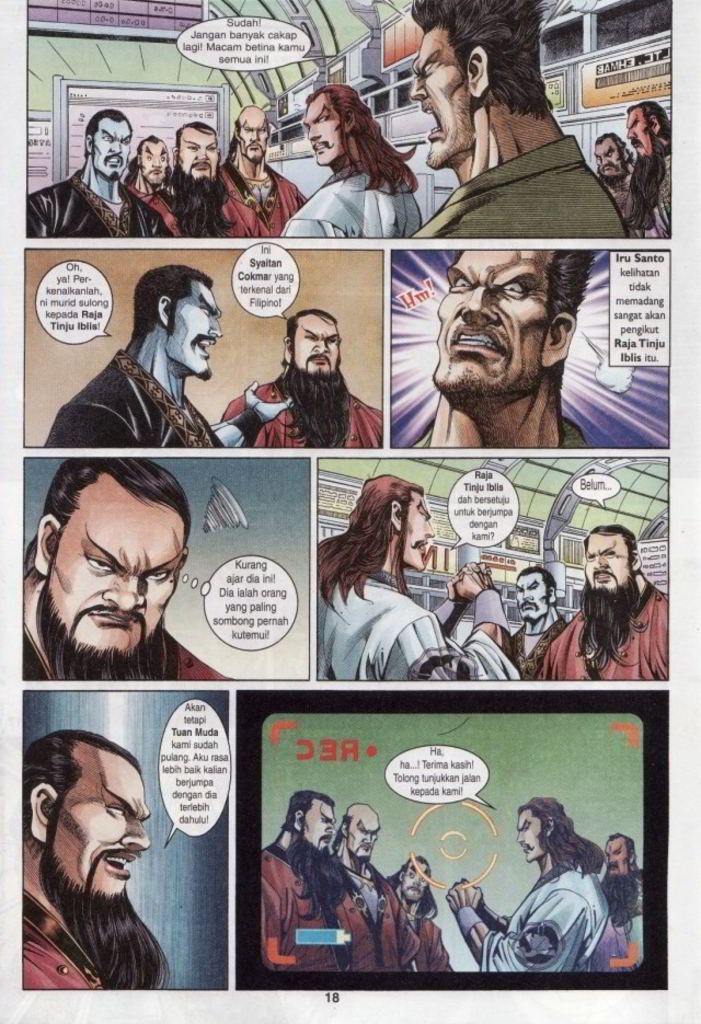 Sudah!
Jangan banyak cakap
lagi! Macam betina kamu
semua ini!
Oh,
ya! Per-
kenalkanlah,
ni murid sulong
kepada Raja
Tinju Iblis!
Ini
Syaitan
Cokmar yang
terkenal dari
Filipino!
Hm!
Iru Santo
kelihatan
tidak
memadang
sangat akan
pengikut
Raja Tinju
Iblis itu.
Kurang
ajar dia ini!
Dia ialah orang
yang paling
sombong pernah
kutemui!
Raja
Tinju Iblis
dah bersetuju
untuk berjumpa
dengan
kami?
Belum...
Akan
tetapi
Tuan Muda
kami sudah
pulang. Aku rasa
lebih baik kalian
berjumpa
dengan dia
terlebih
dahulu!
REC
Ha,
ha...! Terima kasih!
Tolong tunjukkan jalan
kepada kami!
18